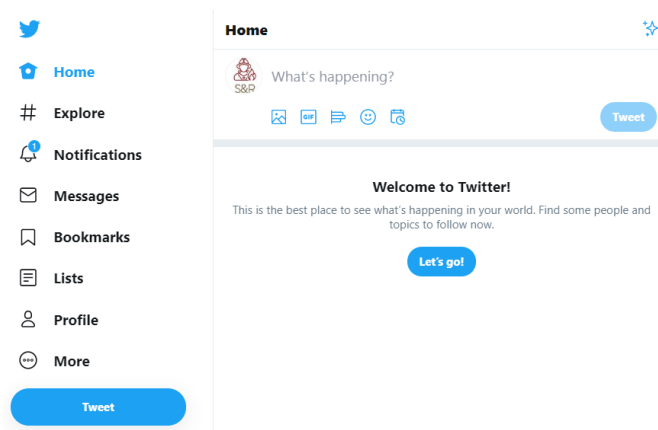 Home
Explore
1
Notifications
Messages
Bookmarks
Lists
Profile
More
Tweet
Home
S&R
What's happening?
GIF
Tweet
Welcome to Twitter!
This is the best place to see what's happening in your world. Find some people and
topics to follow now.
Let's go!